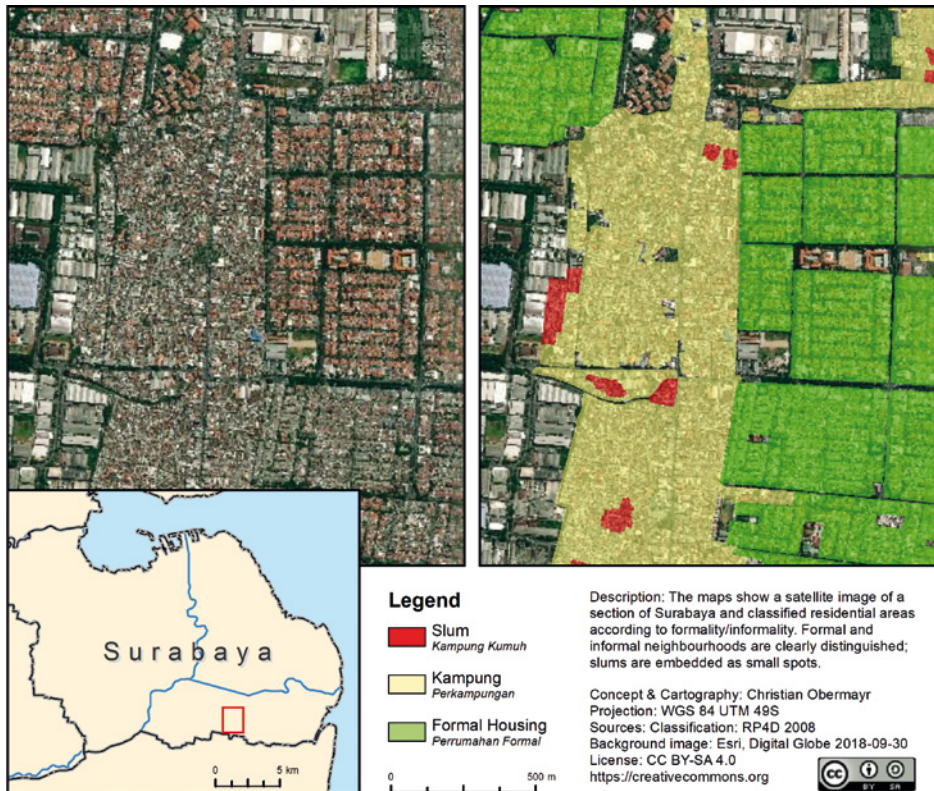 Surabaya
0 5 km
Legend
Slum
Kampung Kumuh
Kampung
Perkampungan
Formal Housing
Perrumahan Formal
0 500 m
Description: The maps show a satellite image of a
section of Surabaya and classified residential areas
according to formality/informality. Formal and
informal neighbourhoods are clearly distinguished;
slums are embedded as small spots.
Concept & Cartography: Christian Obermayr
Projection: WGS 84 UTM 49S
Sources: Classification: RP4D 2008
Background image: Esri, Digital Globe 2018-09-30
License: CC BY-SA 4.0
https://creativecommons.org
CC
BY SA